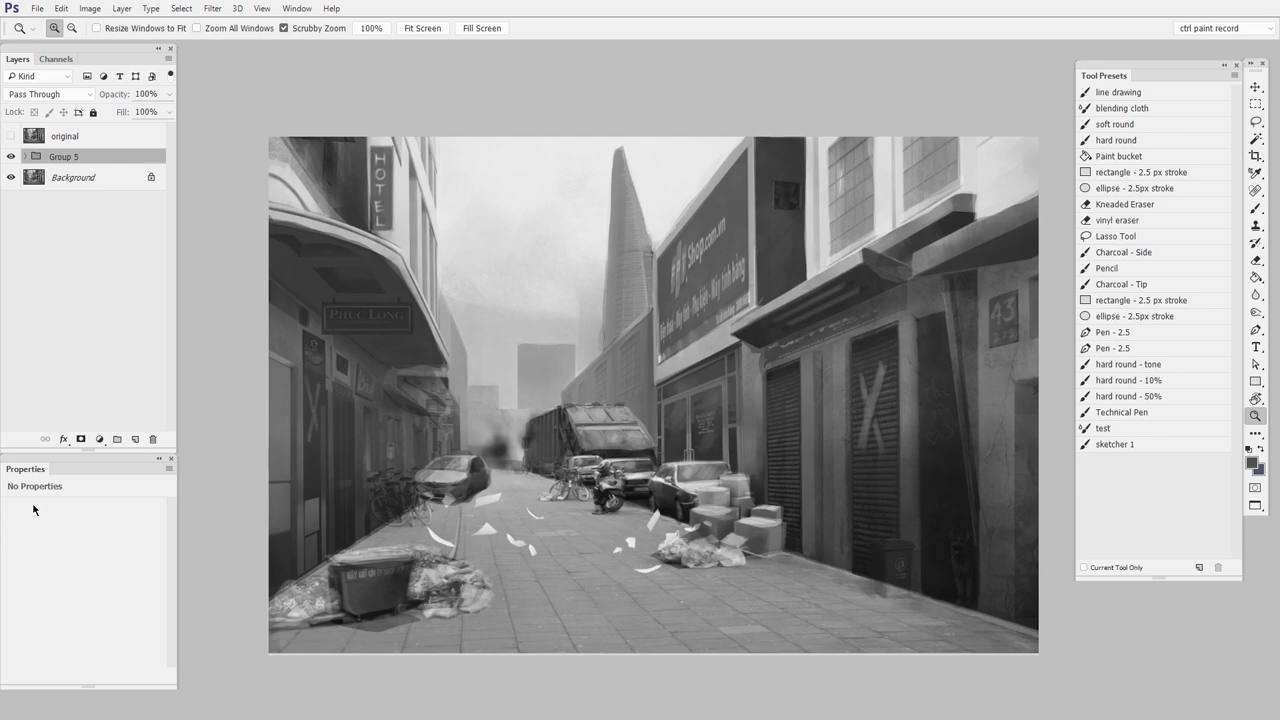 Ps File Edit Image Layer Type Select Filter 3D View Window Help
Resize Windows to Fit Zoom All Windows Scrubby Zoom 100% Fit Screen Fill Screen ctrl paint record
Layers Channels
Kind
Pass Through Opacity: 100%
Lock: Fill: 100%
original
Group 5
Background
Properties
No Properties
HOTEL
PHUC LONG
Shop.com.vn
43
X
Tool Presets
line drawing
blending cloth
soft round
hard round
Paint bucket
rectangle - 2.5 px stroke
ellipse - 2.5px stroke
Kneaded Eraser
vinyl eraser
Lasso Tool
Charcoal - Side
Pencil
Charcoal - Tip
rectangle - 2.5 px stroke
ellipse - 2.5px stroke
Pen - 2.5
Pen - 2.5
hard round - tone
hard round - 10%
hard round - 50%
Technical Pen
test
sketcher 1
Current Tool Only